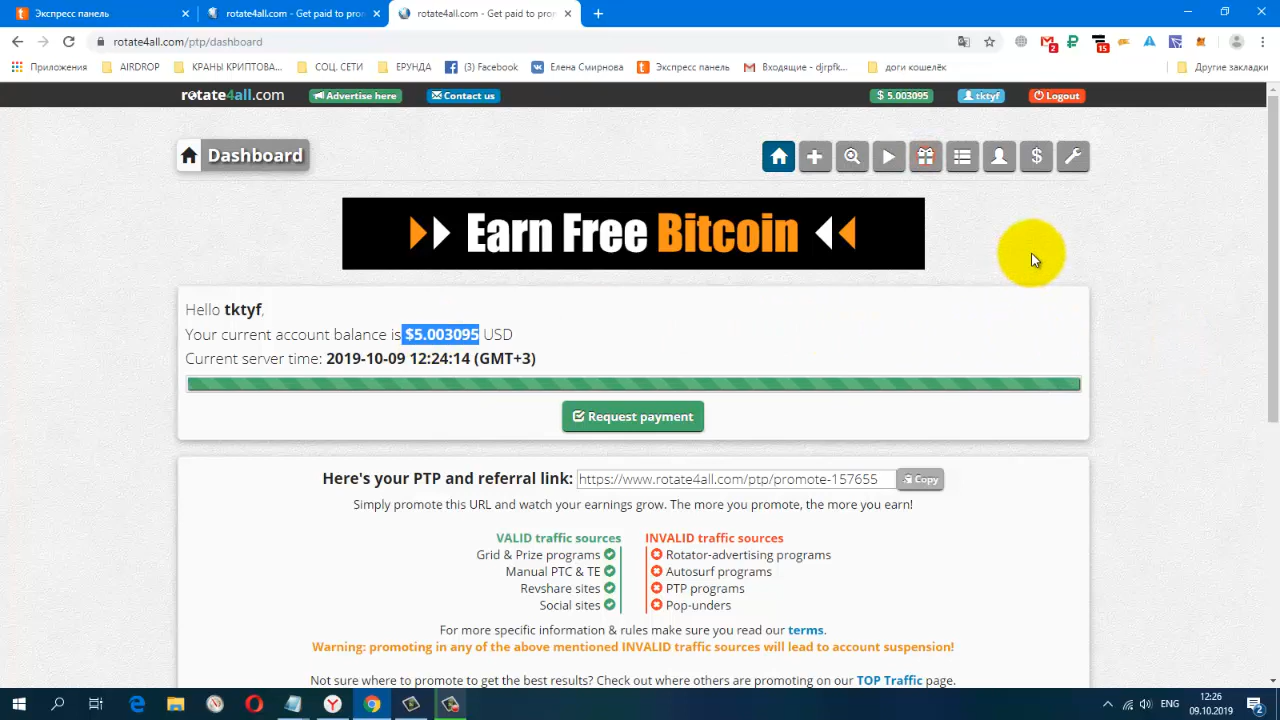 Экспресс панель
rotate4all.com - Get paid to pror
rotate4all.com - Get paid to pror
rotate4all.com/ptp/dashboard
2
15
Приложения
AIRDROP
КРАНЫ КРИПТОВА...
СОЦ. СЕТИ
ЕРУНДА
(3) Facebook
Елена Смирнова
Экспресс панель
Входящие - djrpfk...
доги кошелёк
Другие закладки
rotate4all.com
Advertise here
Contact us
$ 5.003095
tktyf
Logout
Dashboard
$
Earn Free Bitcoin
Hello tktyf,
Your current account balance is $5.003095 USD
Current server time: 2019-10-09 12:24:14 (GMT+3)
Request payment
Here's your PTP and referral link: https://www.rotate4all.com/ptp/promote-157655 Copy
Simply promote this URL and watch your earnings grow. The more you promote, the more you earn!
VALID traffic sources
Grid & Prize programs
Manual PTC & TE
Revshare sites
Social sites
INVALID traffic sources
Rotator-advertising programs
Autosurf programs
PTP programs
Pop-unders
For more specific information & rules make sure you read our terms.
Warning: promoting in any of the above mentioned INVALID traffic sources will lead to account suspension!
Not sure where to promote to get the best results? Check out where others are promoting on our TOP Traffic page.
ENG
12:26
09.10.2019
2